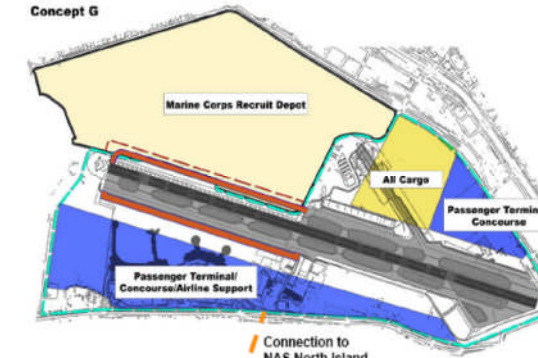 Concept G
Marine Corps Recruit Depot
All Cargo
Passenger Termin
Concourse
Passenger Terminal/
Concourse/Airline Support
Connection to
NAS North Island